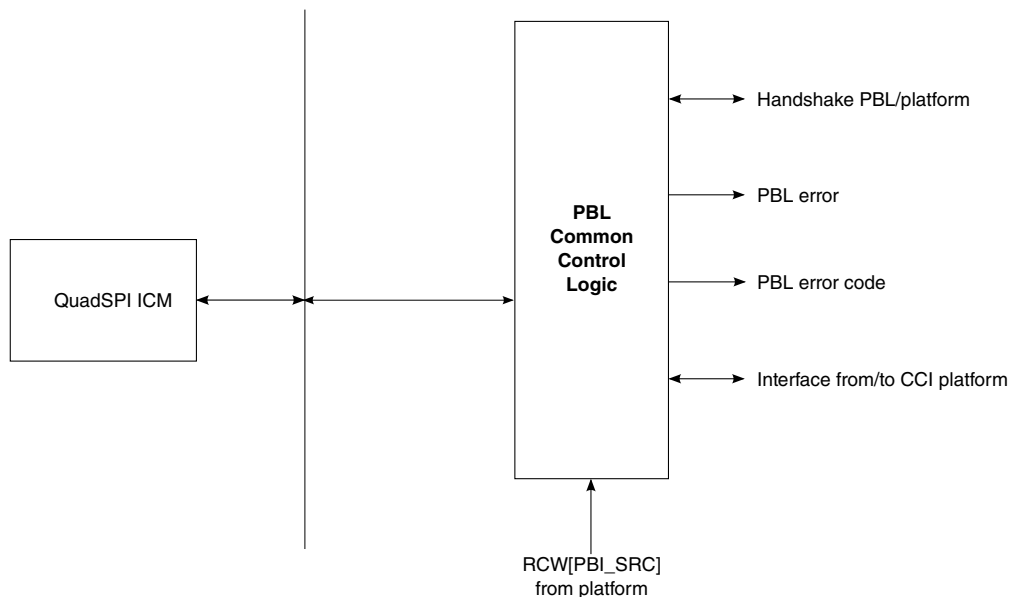 Handshake PBL/platform
PBL error
PBL
Common
Control
Logic
PBL error code
QuadSPI ICM
Interface from/to CCI platform
RCW[PBI_SRC]
from platform